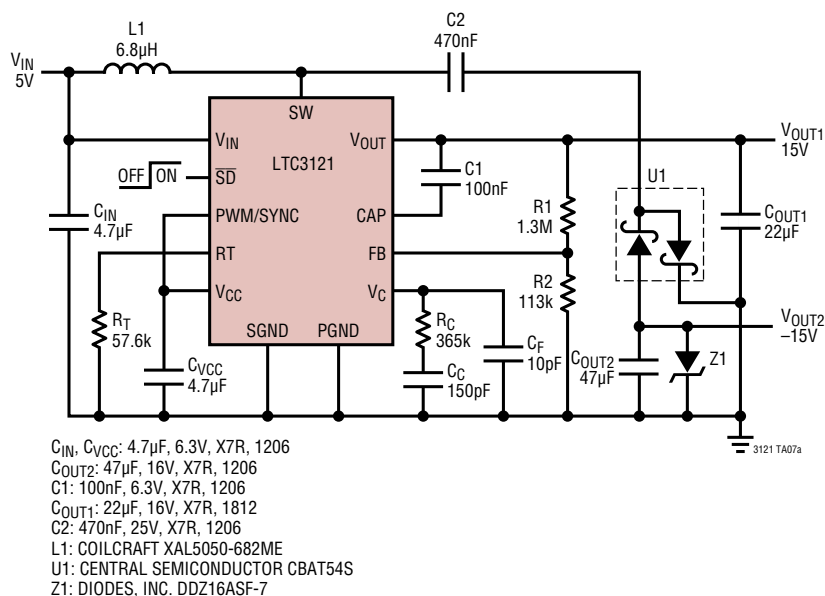 L1
6.8µH
C2
470nF
VIN
5V
SW
VIN
VOUT
LTC3121
VOUT1
15V
OFF ON
SD
C1
100nF
U1
CIN
4.7µF
PWM/SYNC
CAP
R1
1.3M
COUT1
22µF
RT
FB
VCC
VC
R2
113k
RT
57.6k
SGND
PGND
RC
365k
VOUT2
–15V
CVCC
4.7µF
CC
150pF
CF
10pF
COUT2
47µF
Z1
3121 TA07a
CIN, CVCC: 4.7µF, 6.3V, X7R, 1206
COUT2: 47µF, 16V, X7R, 1206
C1: 100nF, 6.3V, X7R, 1206
COUT1: 22µF, 16V, X7R, 1812
C2: 470nF, 25V, X7R, 1206
L1: COILCRAFT XAL5050-682ME
U1: CENTRAL SEMICONDUCTOR CBAT54S
Z1: DIODES, INC. DDZ16ASF-7